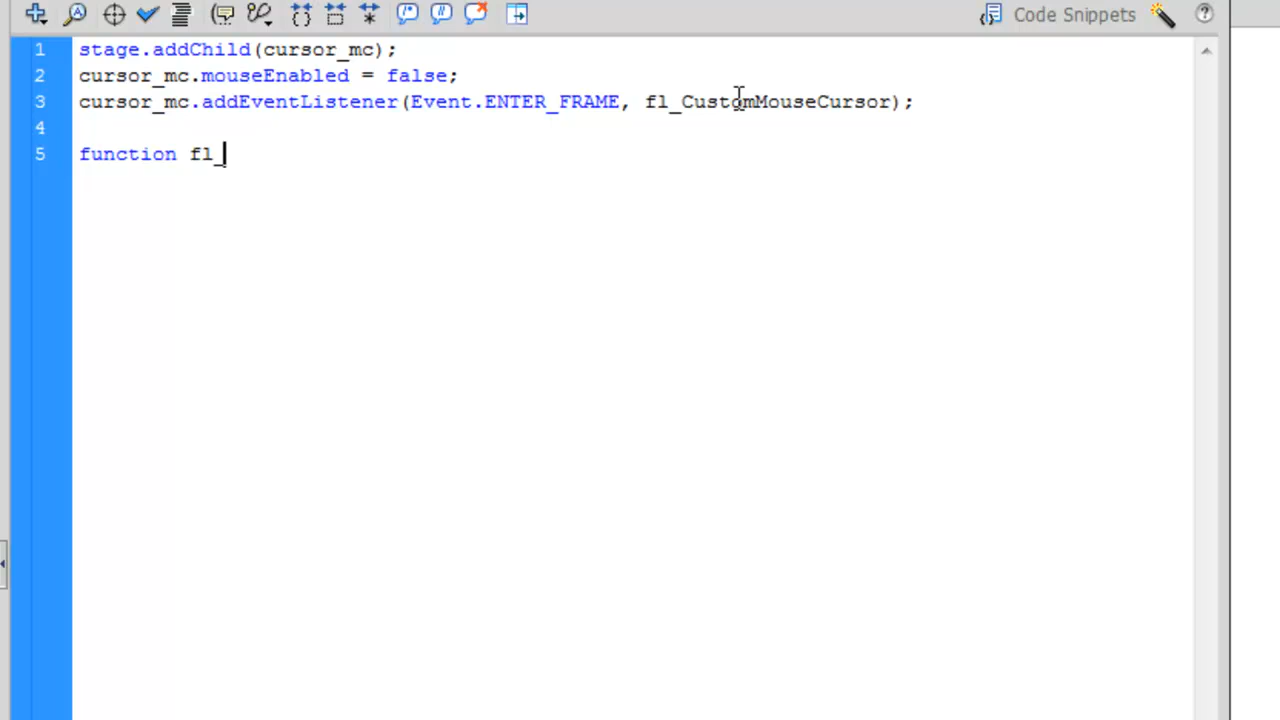 Code Snippets
1 stage.addChild(cursor_mc);
2 cursor_mc.mouseEnabled = false;
3 cursor_mc.addEventListener(Event.ENTER_FRAME, fl_CustomMouseCursor);
4
5 function fl_